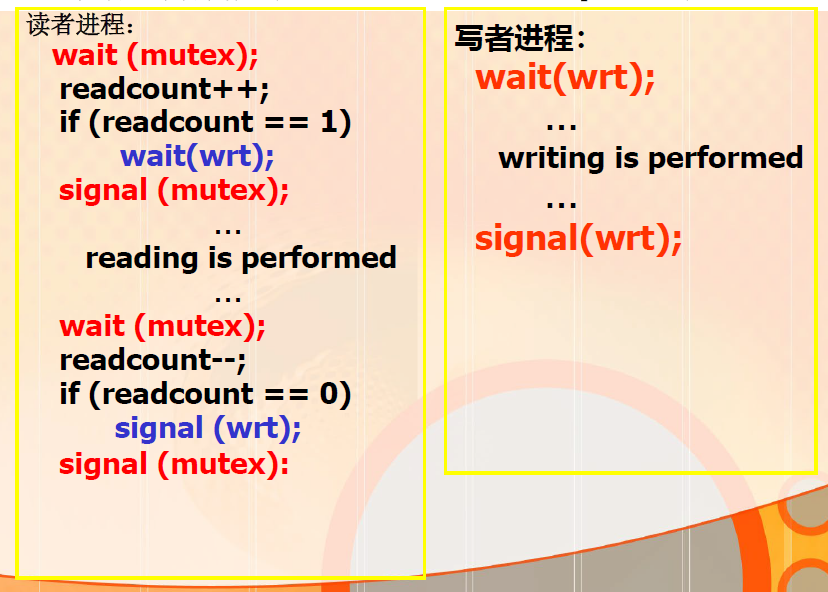 读者进程：
wait (mutex);
readcount++;
if (readcount == 1)
wait(wrt);
signal (mutex);
…
reading is performed
…
wait (mutex);
readcount--;
if (readcount == 0)
signal (wrt);
signal (mutex):
写者进程：
wait(wrt);
…
writing is performed
…
signal(wrt);